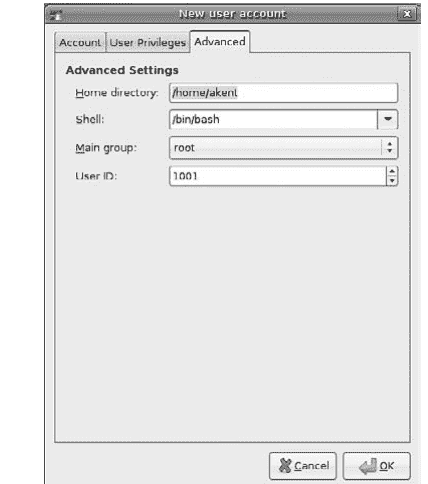 New user account
Account User Privileges Advanced
Advanced Settings
Home directory: /home/akent
Shell: /bin/bash
Main group: root
User ID: 1001
Cancel OK